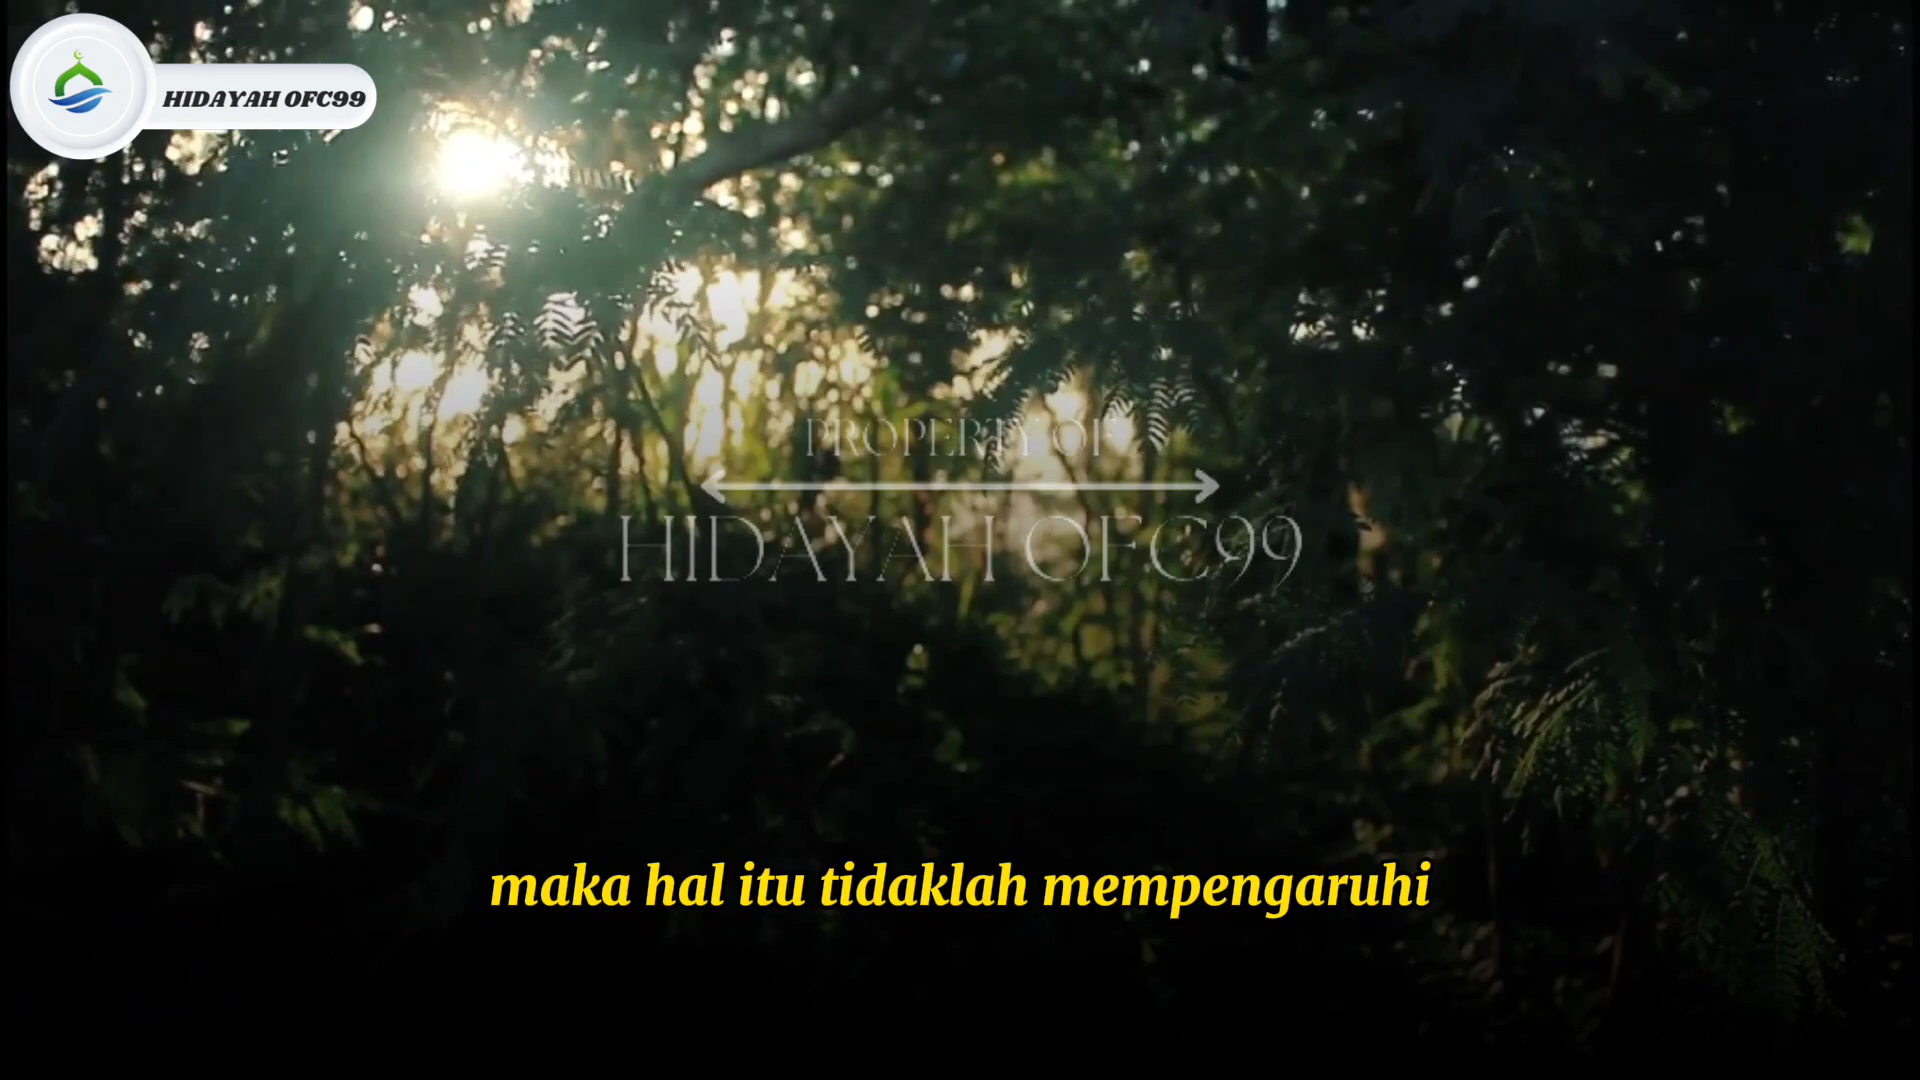 HIDAYAH OFC99
PROPERTY OF
HIDAYAH OFC99
maka hal itu tidaklah mempengaruhi